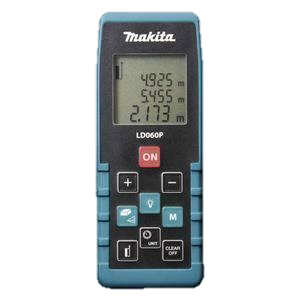 makita
4.925 m
5.455 m
2.173 m
LD060P
ON
+ −
M
UNIT
CLEAR
OFF